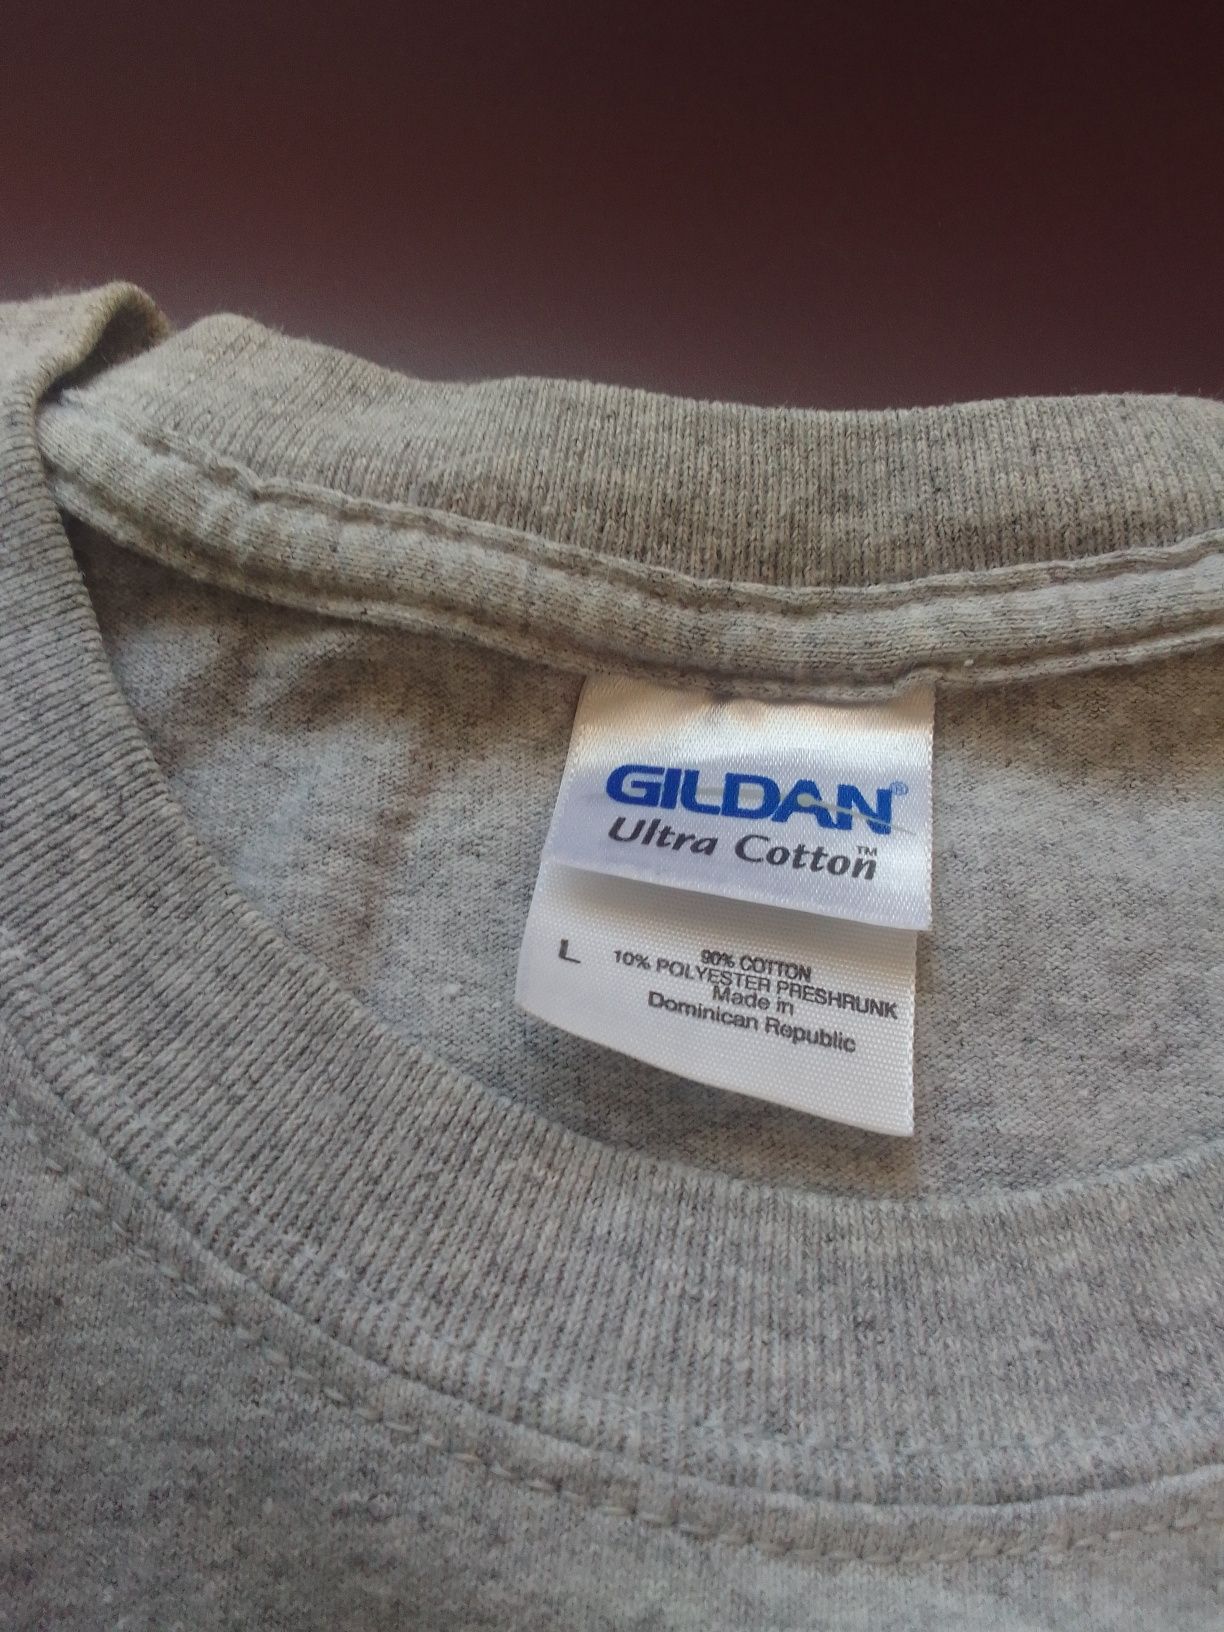 GILDAN®
Ultra Cotton™
L
90% COTTON
10% POLYESTER PRESHRUNK
Made in
Dominican Republic